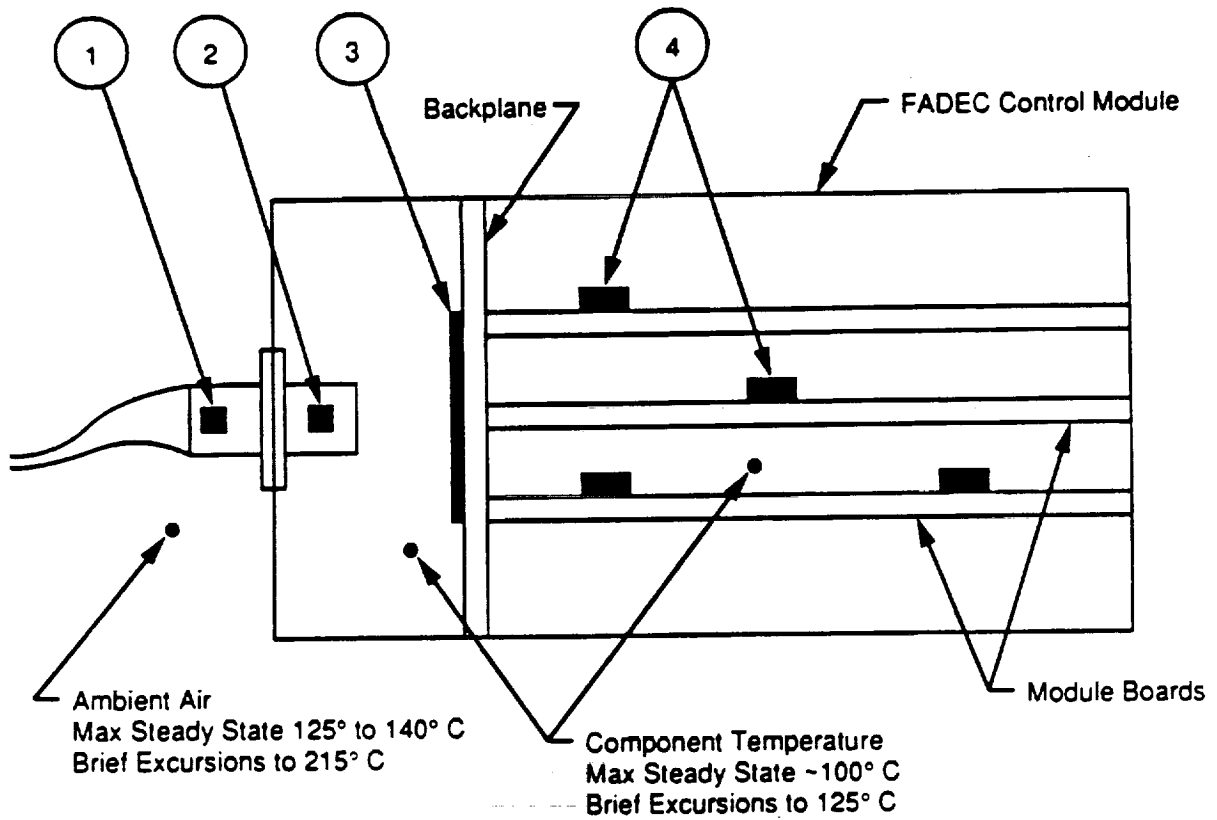 1
2
3
4
Backplane
FADEC Control Module
Ambient Air
Max Steady State 125° to 140° C
Brief Excursions to 215° C
Component Temperature
Max Steady State ~100° C
Brief Excursions to 125° C
Module Boards